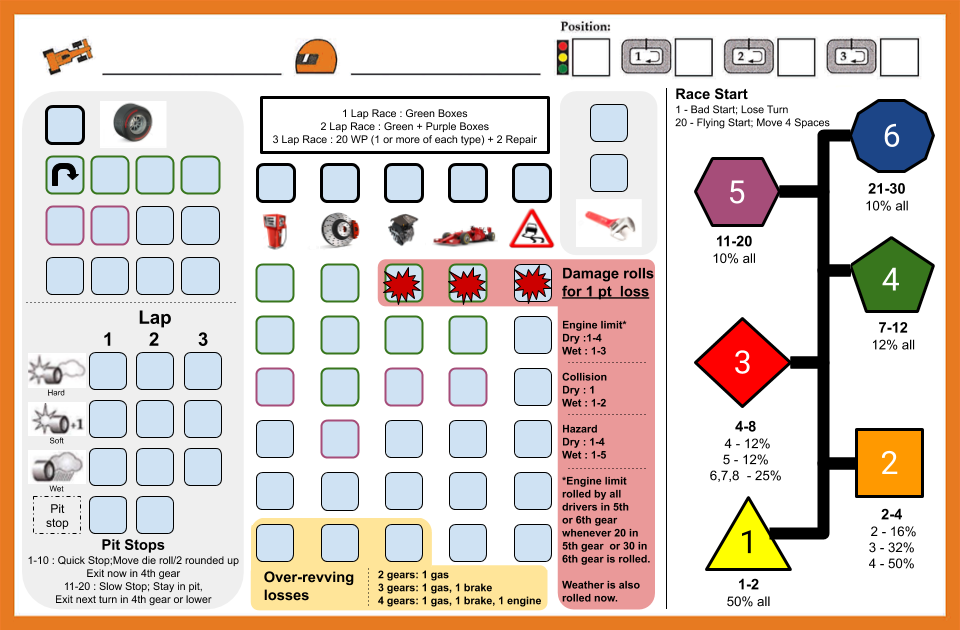 Position:
1
2
3
Race Start
1 - Bad Start; Lose Turn
20 - Flying Start; Move 4 Spaces
1 Lap Race : Green Boxes
2 Lap Race : Green + Purple Boxes
3 Lap Race : 20 WP (1 or more of each type) + 2 Repair
6
21-30
10% all
5
11-20
10% all
4
7-12
12% all
3
4-8
4 - 12%
5 - 12%
6,7,8 - 25%
2
2-4
2 - 16%
3 - 32%
4 - 50%
1
1-2
50% all
Damage rolls
for 1 pt loss
Engine limit*
Dry :1-4
Wet : 1-3
Collision
Dry : 1
Wet : 1-2
Hazard
Dry : 1-4
Wet : 1-5
*Engine limit
rolled by all
drivers in 5th
or 6th gear
whenever 20 in
5th gear or 30 in
6th gear is rolled.
Weather is also
rolled now.
Lap
1 2 3
Hard
+1
Soft
Wet
Pit
stop
Pit Stops
1-10 : Quick Stop;Move die roll/2 rounded up
Exit now in 4th gear
11-20 : Slow Stop; Stay in pit,
Exit next turn in 4th gear or lower
Over-revving
losses
2 gears: 1 gas
3 gears: 1 gas, 1 brake
4 gears: 1 gas, 1 brake, 1 engine